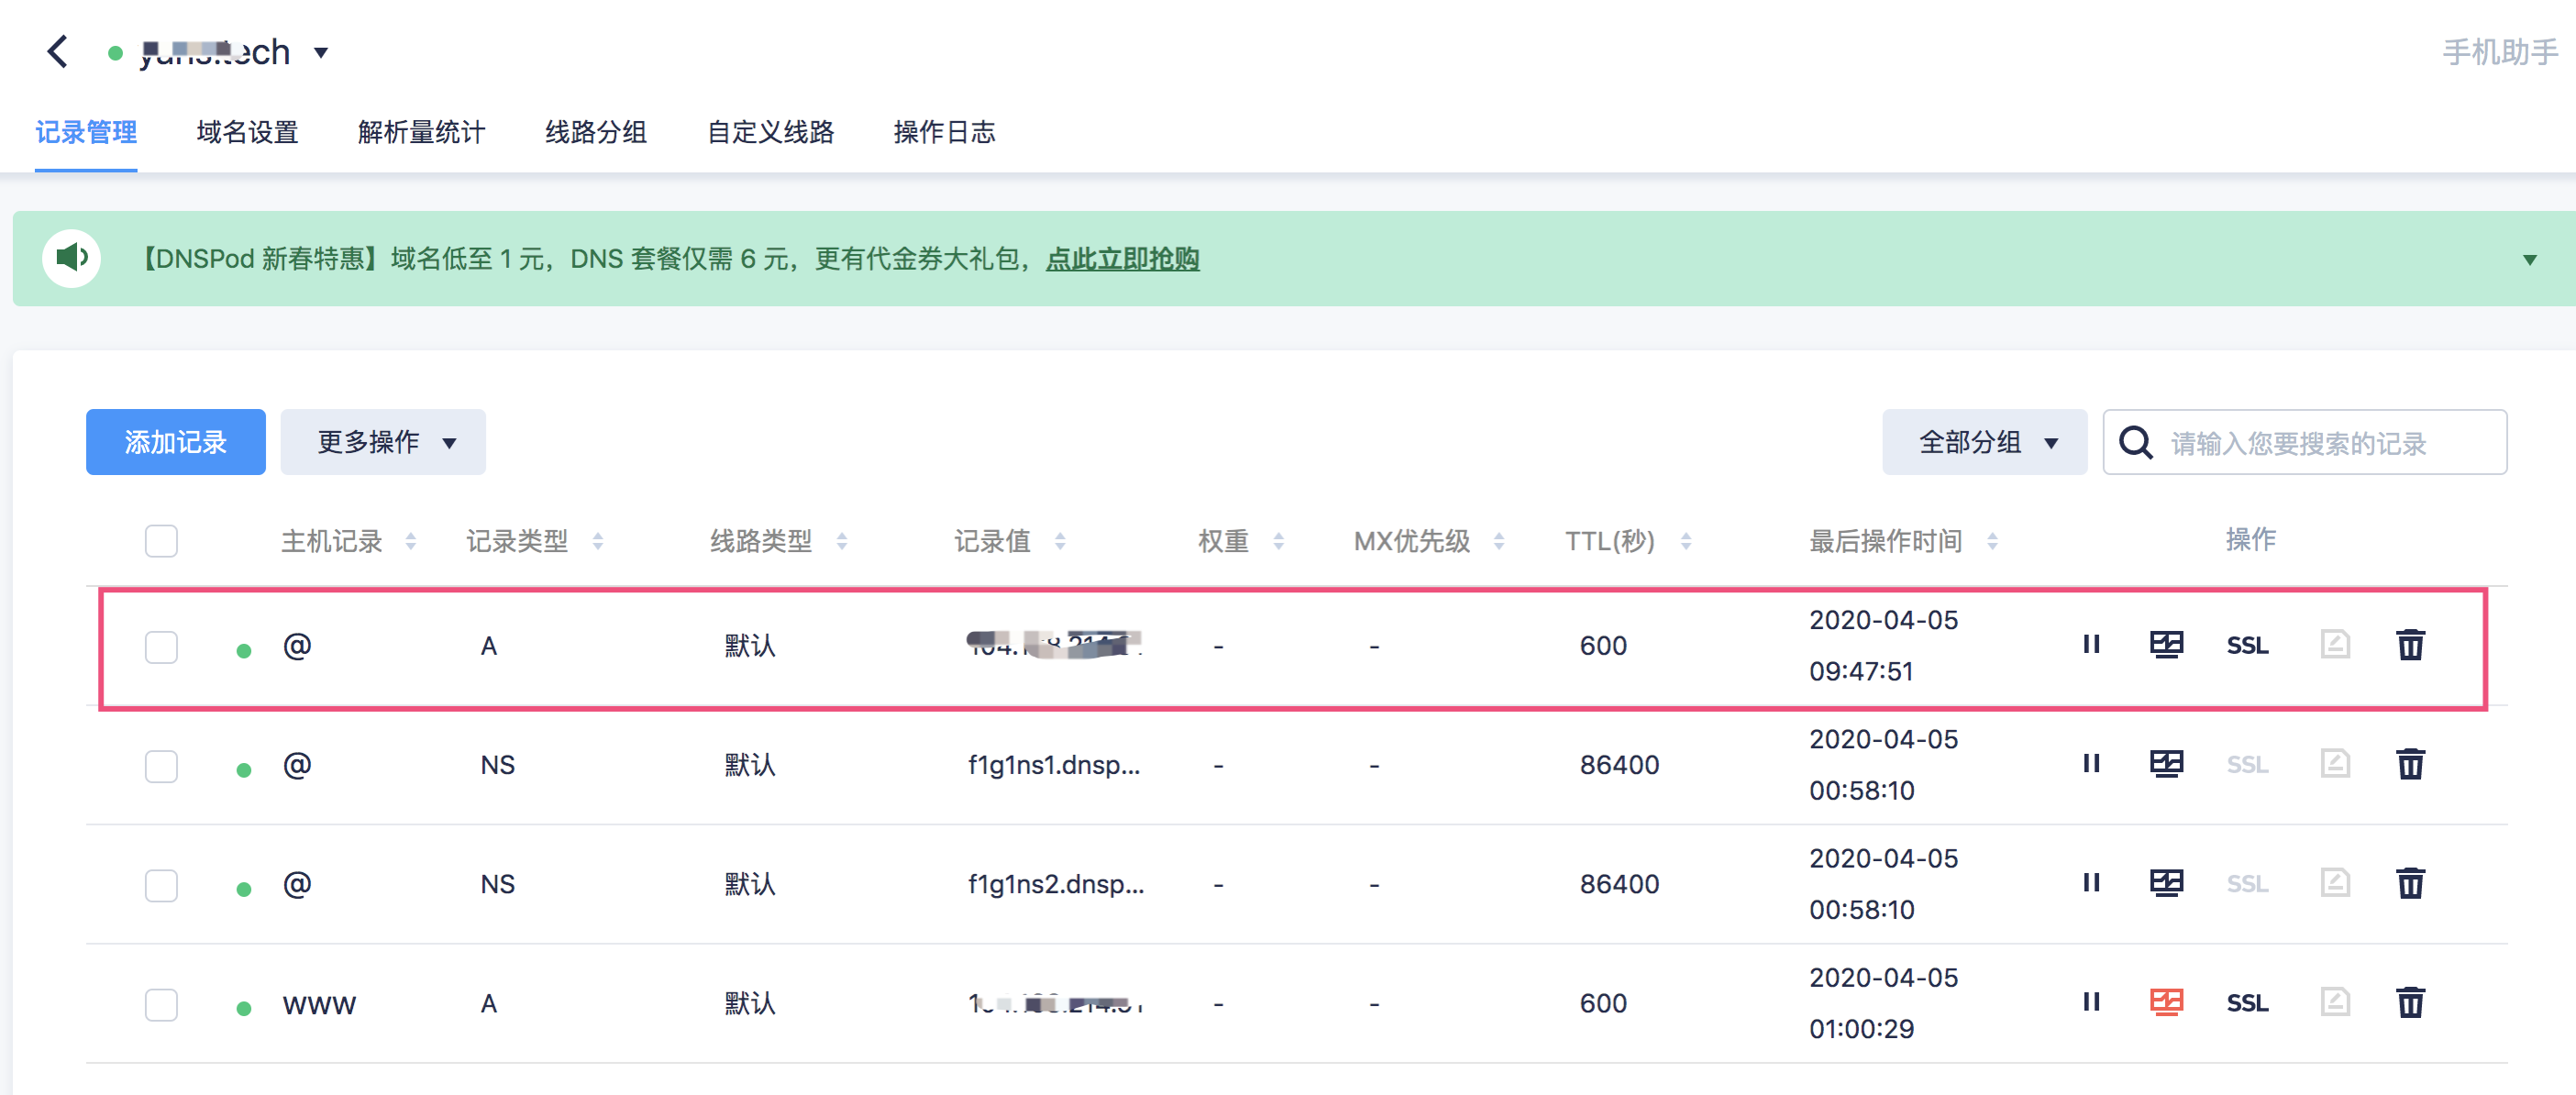 手机助手
记录管理 域名设置 解析量统计 线路分组 自定义线路 操作日志
【DNSPod 新春特惠】域名低至 1 元，DNS 套餐仅需 6 元，更有代金券大礼包，点此立即抢购
添加记录 更多操作 全部分组 请输入您要搜索的记录
主机记录 记录类型 线路类型 记录值 权重 MX优先级 TTL(秒) 最后操作时间 操作
@ A 默认 - - 600 2020-04-05 09:47:51 SSL
@ NS 默认 f1g1ns1.dnsp... - - 86400 2020-04-05 00:58:10 SSL
@ NS 默认 f1g1ns2.dnsp... - - 86400 2020-04-05 00:58:10 SSL
www A 默认 - - 600 2020-04-05 01:00:29 SSL